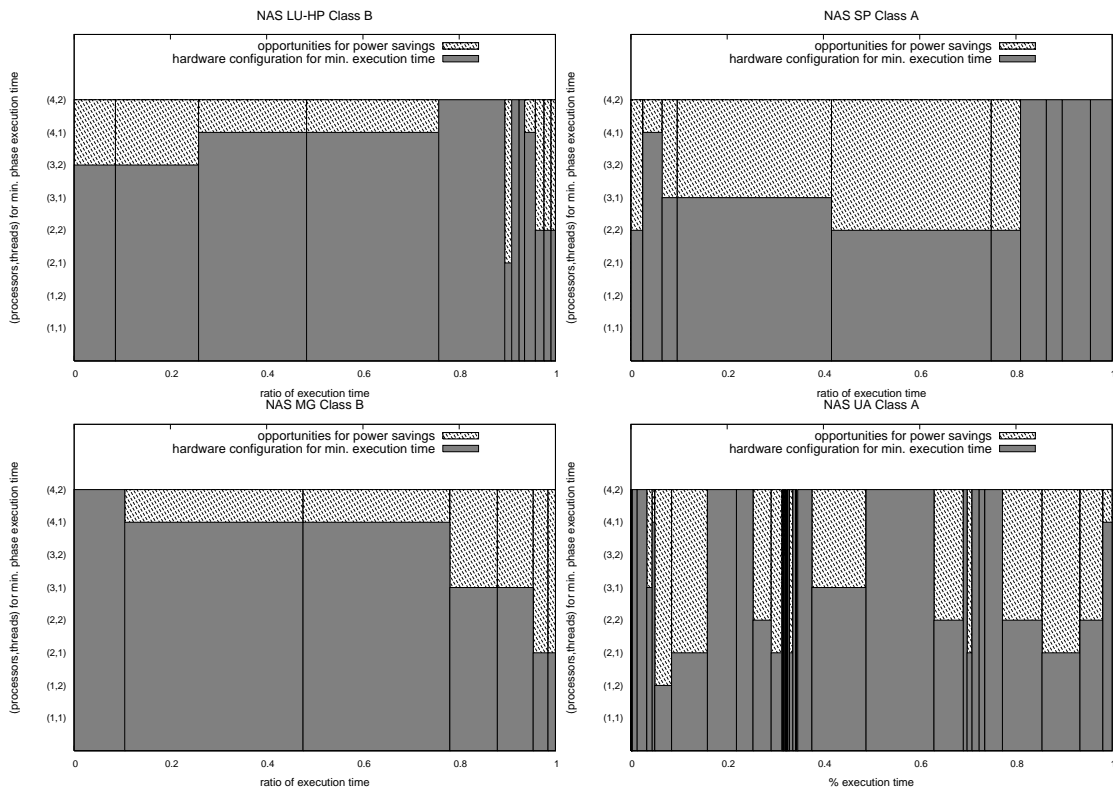 NAS LU-HP Class B
opportunities for power savings
hardware configuration for min. execution time
(processors,threads) for min. phase execution time
(4,2)
(4,1)
(3,2)
(3,1)
(2,2)
(2,1)
(1,2)
(1,1)
0 0.2 0.4 0.6 0.8 1
ratio of execution time
NAS SP Class A
opportunities for power savings
hardware configuration for min. execution time
(processors,threads) for min. phase execution time
(4,2)
(4,1)
(3,2)
(3,1)
(2,2)
(2,1)
(1,2)
(1,1)
0 0.2 0.4 0.6 0.8 1
ratio of execution time
NAS MG Class B
opportunities for power savings
hardware configuration for min. execution time
(processors,threads) for min. phase execution time
(4,2)
(4,1)
(3,2)
(3,1)
(2,2)
(2,1)
(1,2)
(1,1)
0 0.2 0.4 0.6 0.8 1
ratio of execution time
NAS UA Class A
opportunities for power savings
hardware configuration for min. execution time
(processors,threads) for min. phase execution time
(4,2)
(4,1)
(3,2)
(3,1)
(2,2)
(2,1)
(1,2)
(1,1)
0 0.2 0.4 0.6 0.8 1
% execution time